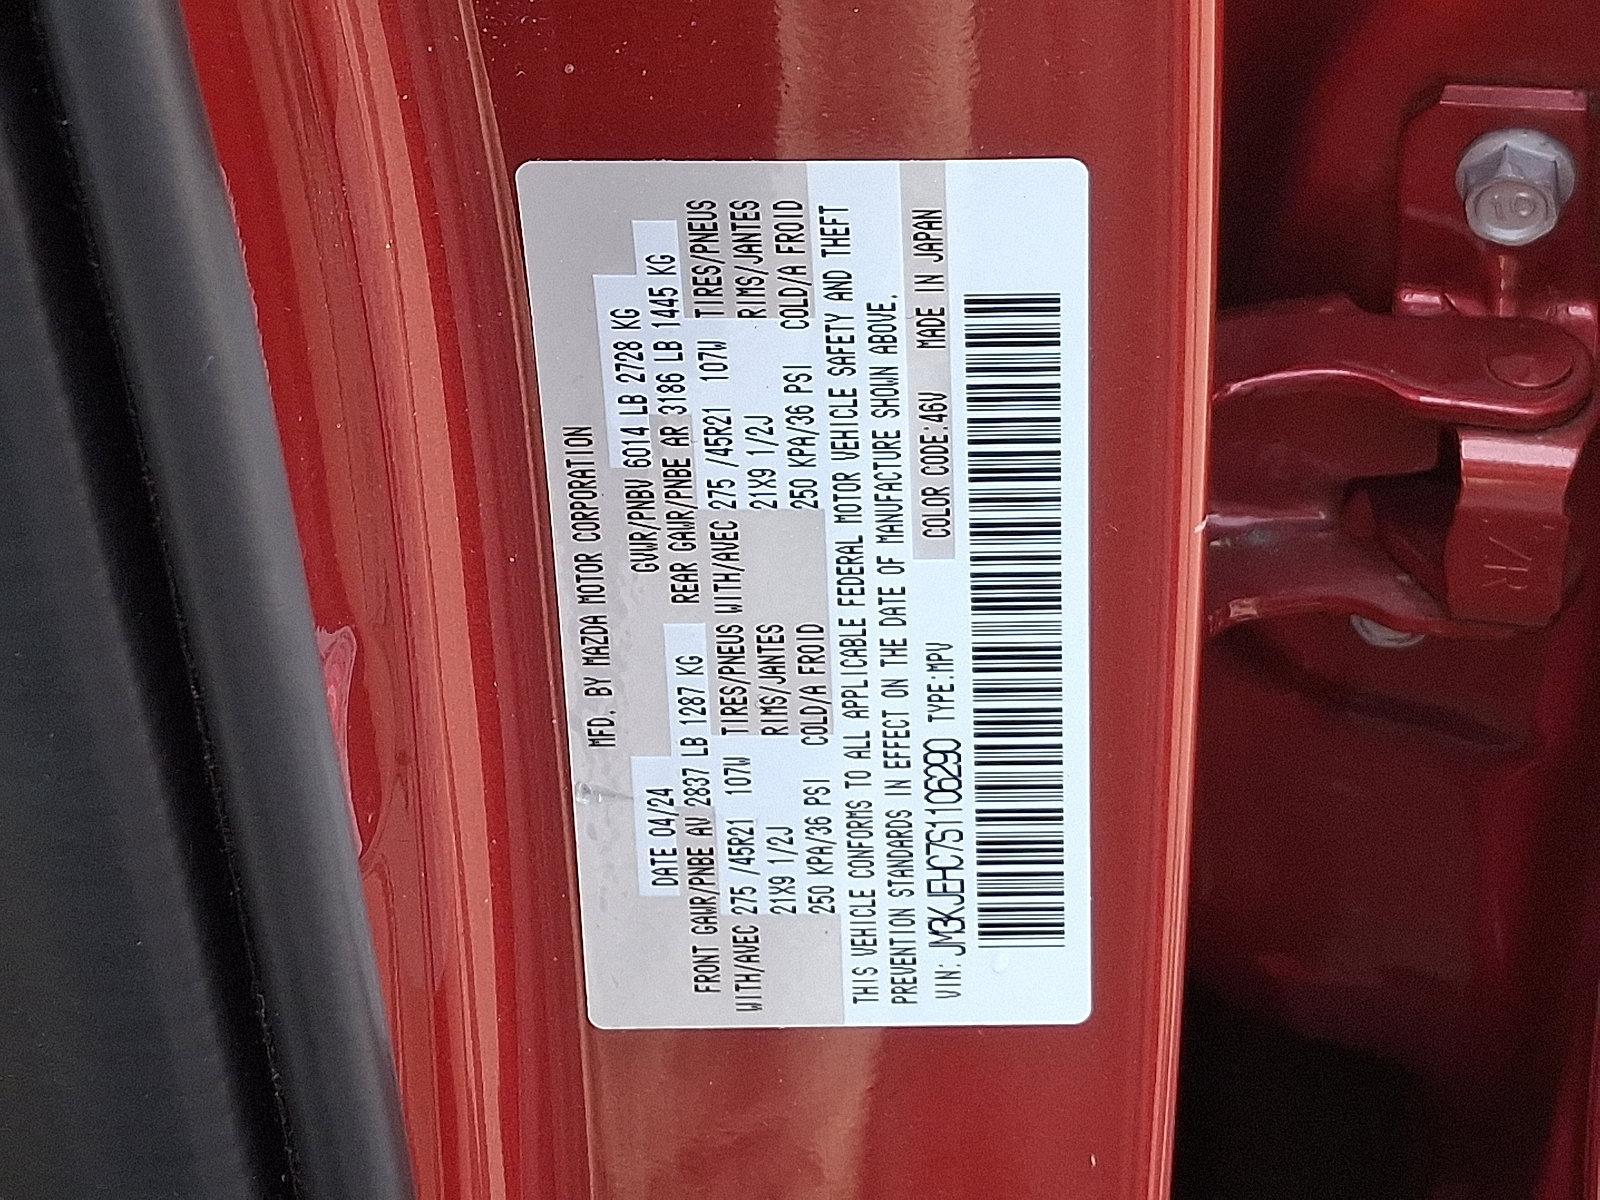 MFD. BY MAZDA MOTOR CORPORATION
DATE 04/24 GVWR/PNBV 6014 LB 2728 KG
FRONT GAWR/PNBE AV 2837 LB 1287 KG REAR GAWR/PNBE AR 3186 LB 1445 KG
WITH/AVEC 275 /45R21 107W TIRES/PNEUS WITH/AVEC 275 /45R21 107W TIRES/PNEUS
21X9 1/2J RIMS/JANTES 21X9 1/2J RIMS/JANTES
250 KPA/36 PSI COLD/A FROID 250 KPA/36 PSI COLD/A FROID
THIS VEHICLE CONFORMS TO ALL APPLICABLE FEDERAL MOTOR VEHICLE SAFETY AND THEFT
PREVENTION STANDARDS IN EFFECT ON THE DATE OF MANUFACTURE SHOWN ABOVE.
VIN: JM3KJEHC7S1106290 TYPE:MPV COLOR CODE:46V MADE IN JAPAN
10